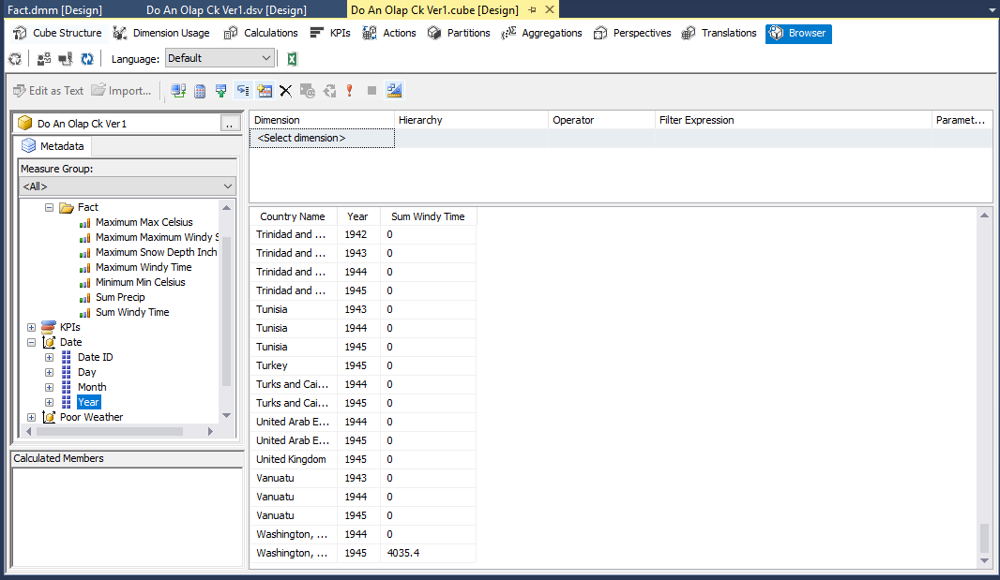 Fact.dmm [Design] Do An Olap Ck Ver1.dsv [Design] Do An Olap Ck Ver1.cube [Design]
Cube Structure Dimension Usage Calculations KPIs Actions Partitions Aggregations Perspectives Translations Browser
Language: Default
Edit as Text Import...
Do An Olap Ck Ver1 ..
Metadata
Measure Group:
<All>
Fact
Maximum Max Celsius
Maximum Maximum Windy S
Maximum Snow Depth Inch
Maximum Windy Time
Minimum Min Celsius
Sum Precip
Sum Windy Time
KPIs
Date
Date ID
Day
Month
Year
Poor Weather
Calculated Members
Dimension Hierarchy Operator Filter Expression Paramet...
<Select dimension>
Country Name Year Sum Windy Time
Trinidad and ... 1942 0
Trinidad and ... 1943 0
Trinidad and ... 1944 0
Trinidad and ... 1945 0
Tunisia 1943 0
Tunisia 1944 0
Tunisia 1945 0
Turkey 1945 0
Turks and Cai... 1944 0
Turks and Cai... 1945 0
United Arab E... 1944 0
United Arab E... 1945 0
United Kingdom 1945 0
Vanuatu 1943 0
Vanuatu 1944 0
Vanuatu 1945 0
Washington, ... 1944 0
Washington, ... 1945 4035.4